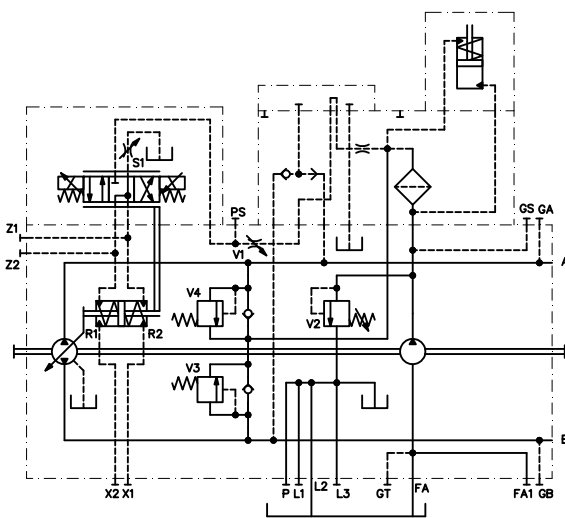 S1
PS
GS GA
Z1
V1
A
Z2
V4
V2
R1 R2
V3
B
X2 X1
P L1 L2 L3 GT FA FA1 GB